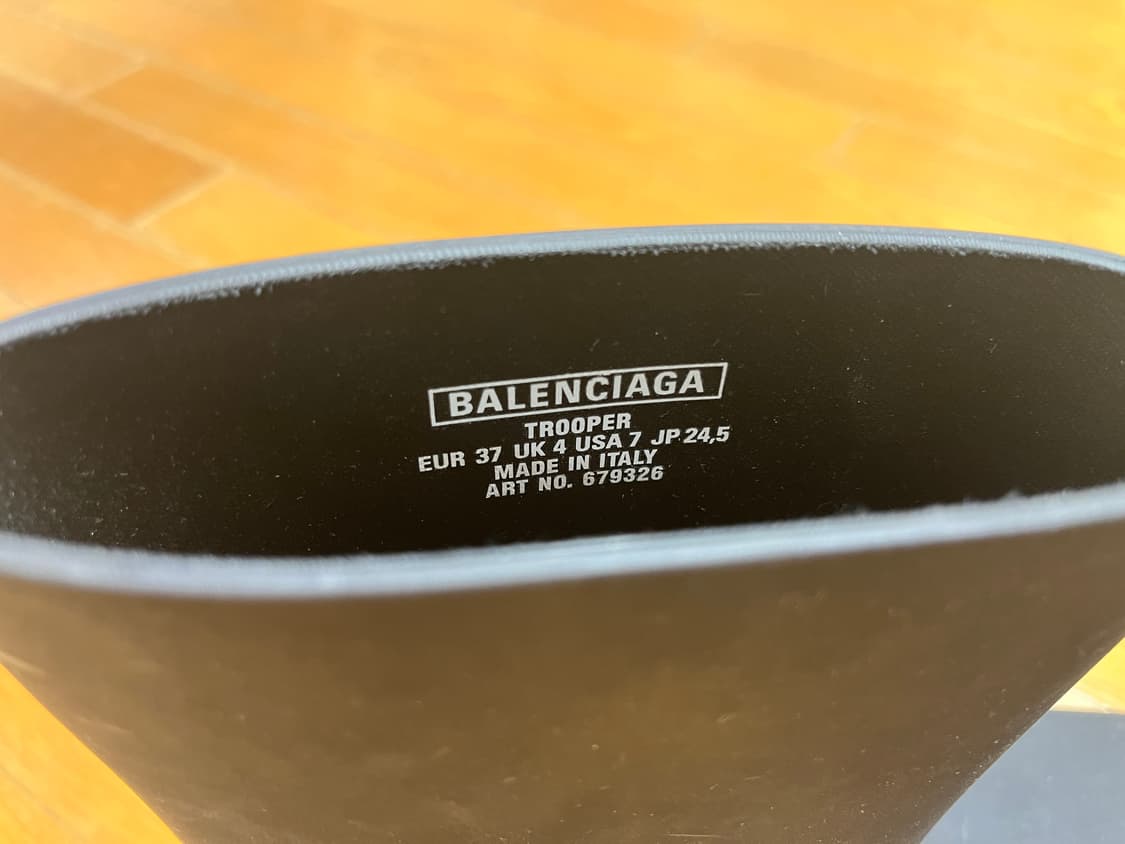 BALENCIAGA
TROOPER
EUR 37 UK 4 USA 7 JP 24,5
MADE IN ITALY
ART NO. 679326